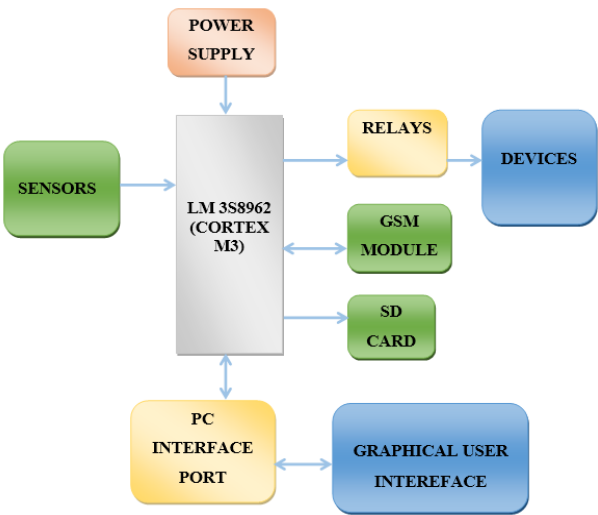 POWER
SUPPLY
RELAYS
DEVICES
SENSORS
LM 3S8962
(CORTEX
M3)
GSM
MODULE
SD
CARD
PC
INTERFACE
PORT
GRAPHICAL USER
INTEREFACE